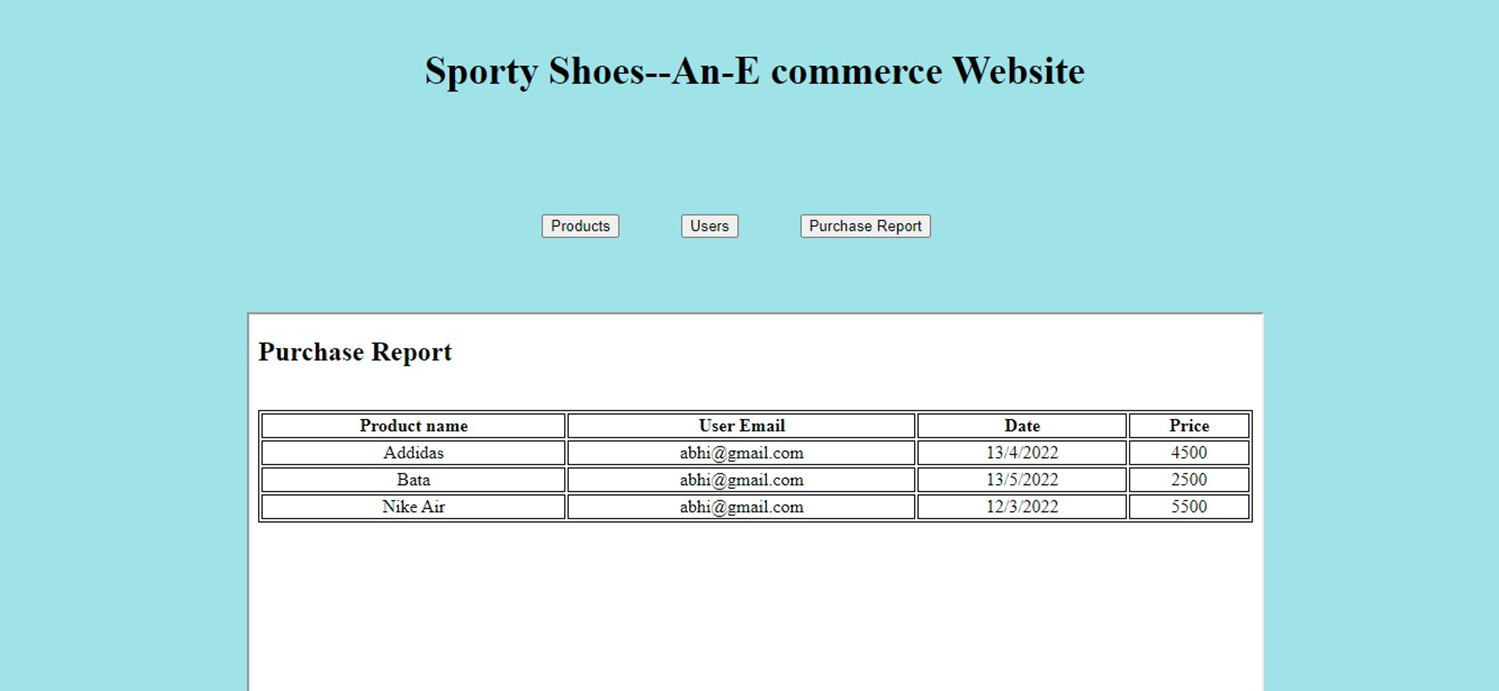 Sporty Shoes--An-E commerce Website
Products Users Purchase Report
Purchase Report
Product name User Email Date Price
Addidas abhi@gmail.com 13/4/2022 4500
Bata abhi@gmail.com 13/5/2022 2500
Nike Air abhi@gmail.com 12/3/2022 5500